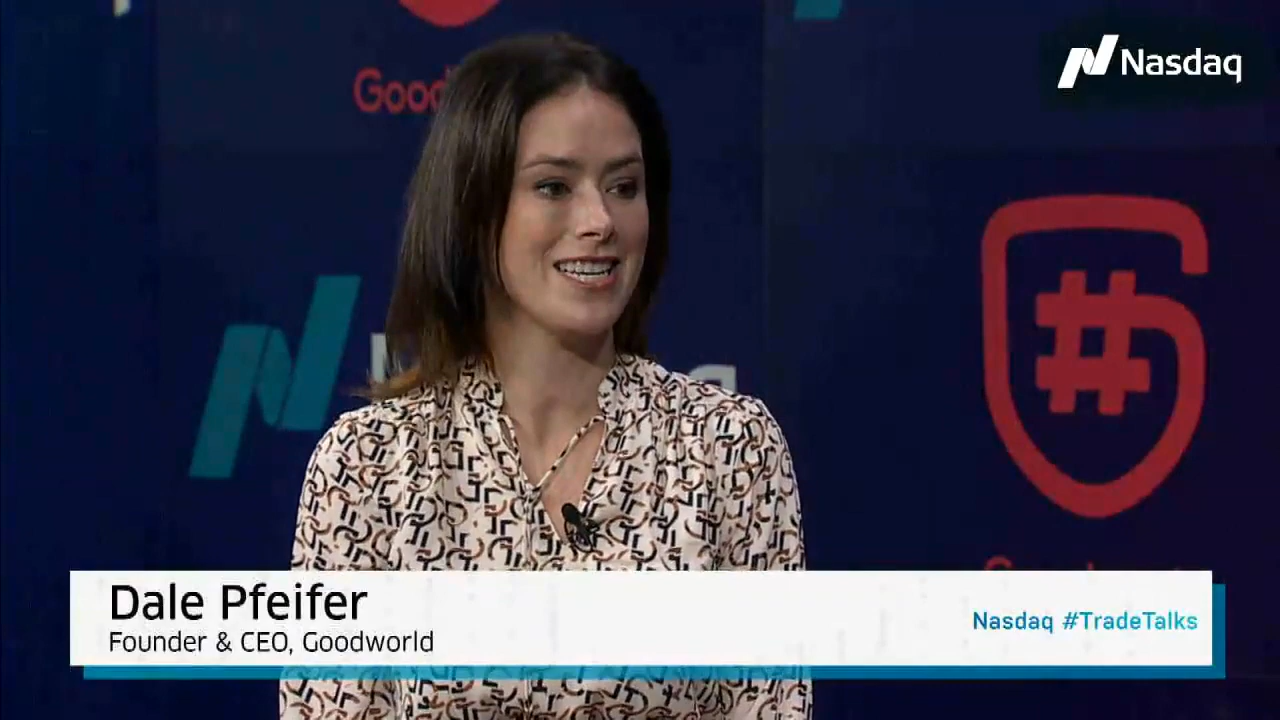 Nasdaq
Dale Pfeifer
Founder & CEO, Goodworld
Nasdaq #TradeTalks
#